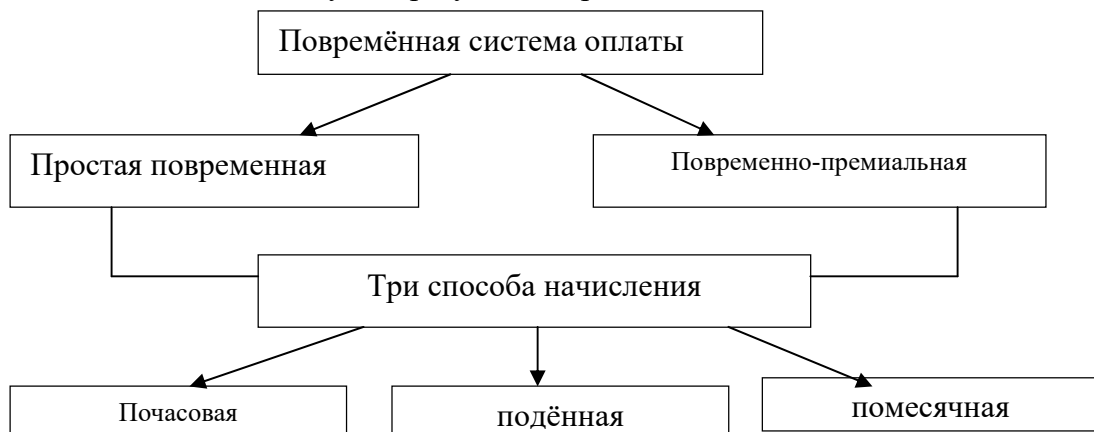 Повремённая система оплаты
Простая повременная
Повременно-премиальная
Три способа начисления
Почасовая
подённая
помесячная